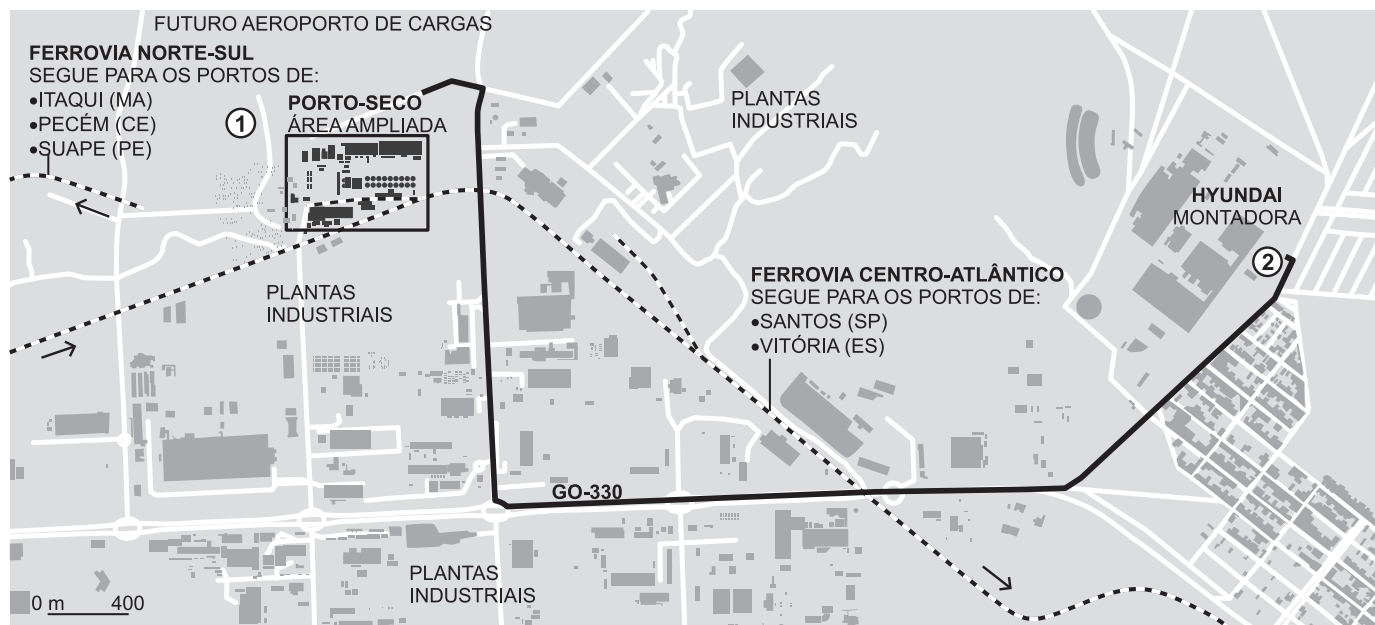 FUTURO AEROPORTO DE CARGAS
FERROVIA NORTE-SUL
SEGUE PARA OS PORTOS DE:
•ITAQUI (MA)
•PECÉM (CE)
•SUAPE (PE)
1
PORTO-SECO
ÁREA AMPLIADA
PLANTAS
INDUSTRIAIS
HYUNDAI
MONTADORA
2
PLANTAS
INDUSTRIAIS
FERROVIA CENTRO-ATLÂNTICO
SEGUE PARA OS PORTOS DE:
•SANTOS (SP)
•VITÓRIA (ES)
GO-330
PLANTAS
INDUSTRIAIS
0 m 400